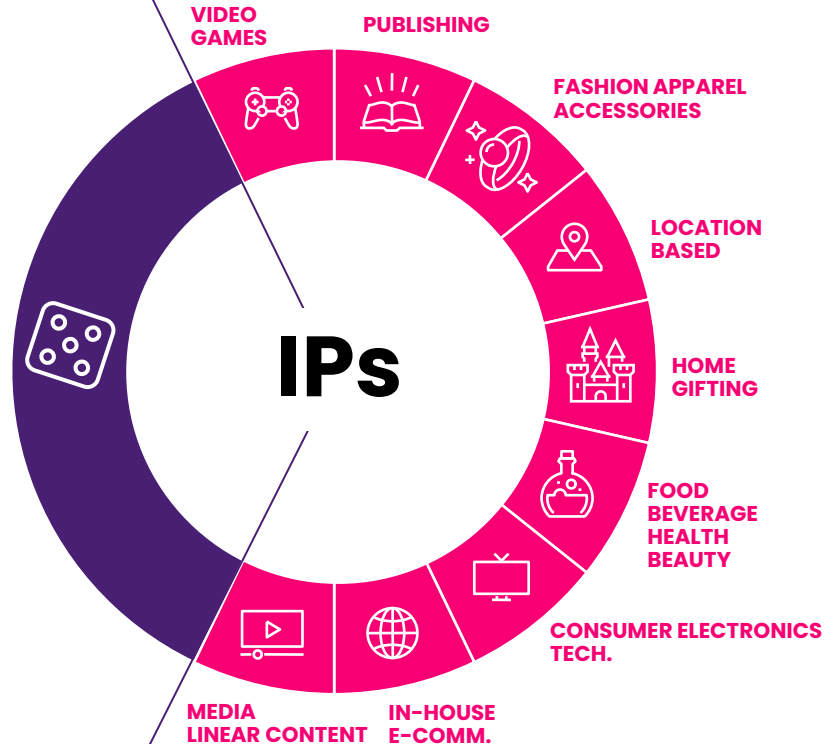 VIDEO
GAMES
PUBLISHING
FASHION APPAREL
ACCESSORIES
LOCATION
BASED
HOME
GIFTING
FOOD
BEVERAGE
HEALTH
BEAUTY
CONSUMER ELECTRONICS
TECH.
IN-HOUSE
E-COMM.
MEDIA
LINEAR CONTENT
IPs